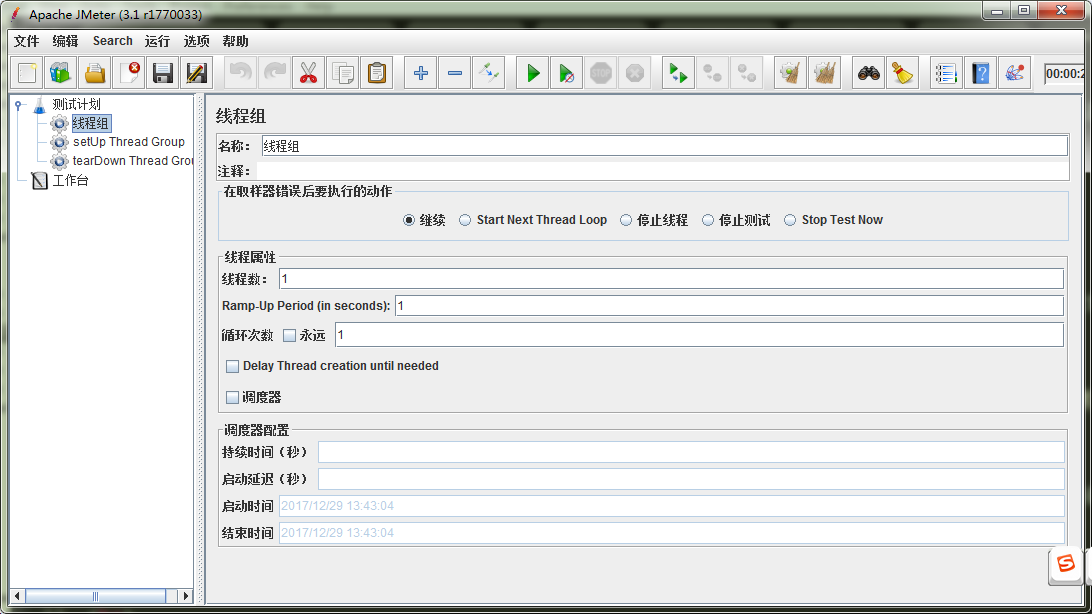 Apache JMeter (3.1 r1770033)
文件 编辑 Search 运行 选项 帮助
STOP
00:00:2
测试计划
线程组
setUp Thread Group
tearDown Thread Grou
工作台
线程组
名称： 线程组
注释：
在取样器错误后要执行的动作
继续 Start Next Thread Loop 停止线程 停止测试 Stop Test Now
线程属性
线程数： 1
Ramp-Up Period (in seconds): 1
循环次数 永远 1
Delay Thread creation until needed
调度器
调度器配置
持续时间（秒）
启动延迟（秒）
启动时间 2017/12/29 13:43:04
结束时间 2017/12/29 13:43:04